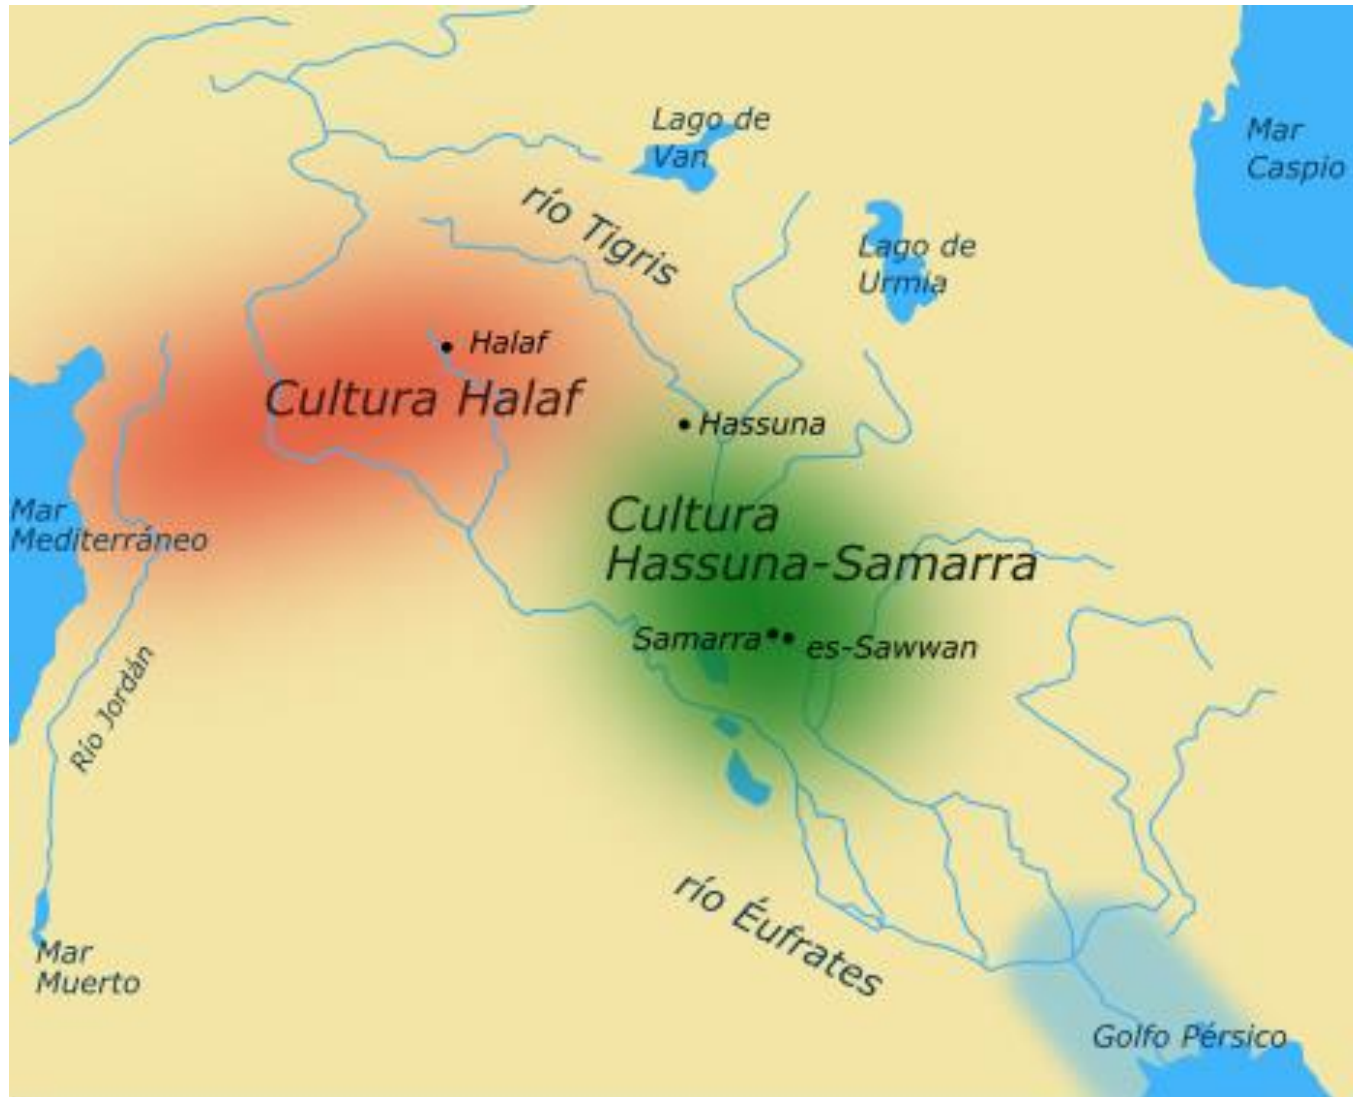 Lago de
Van
Mar
Caspio
río Tigris
Lago de
Urmia
Halaf
Cultura Halaf
Hassuna
Mar
Mediterráneo
Cultura
Hassuna-Samarra
Samarra
es-Sawwan
Río Jordán
río Éufrates
Mar
Muerto
Golfo Pérsico